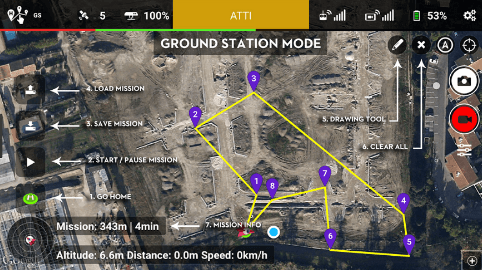 GS 5 100% ATTI 53%
GROUND STATION MODE
A
3
4. LOAD MISSION
2
5. DRAWING TOOL
3. SAVE MISSION
6. CLEAR ALL
2. START / PAUSE MISSION
7
1 8
1. GO HOME
4
Mission: 343m | 4min
7. MISSION INFO
6 5
Altitude: 6.6m Distance: 0.0m Speed: 0km/h